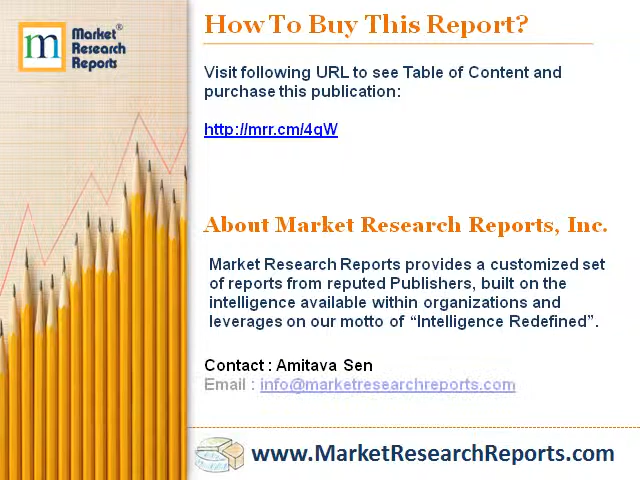 m
Market®
Research
Reports
How To Buy This Report?
Visit following URL to see Table of Content and
purchase this publication:
http://mrr.cm/4qW
About Market Research Reports, Inc.
Market Research Reports provides a customized set
of reports from reputed Publishers, built on the
intelligence available within organizations and
leverages on our motto of “Intelligence Redefined”.
Contact : Amitava Sen
Email : info@marketresearchreports.com
www.MarketResearchReports.com